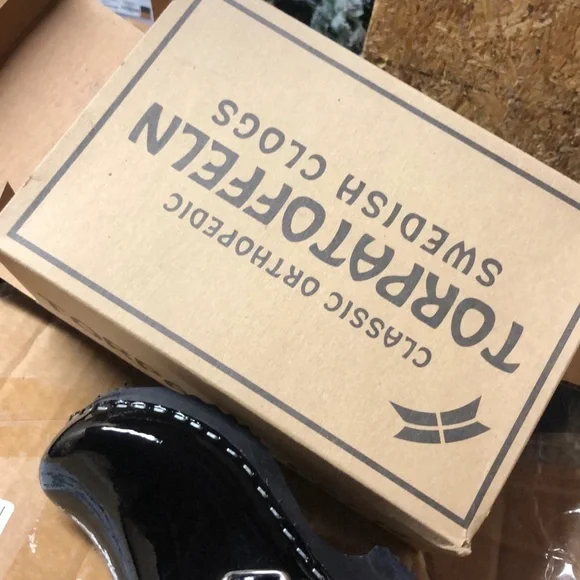 CLASSIC ORTHOPEDIC
TORPATOFFELN
SWEDISH CLOGS